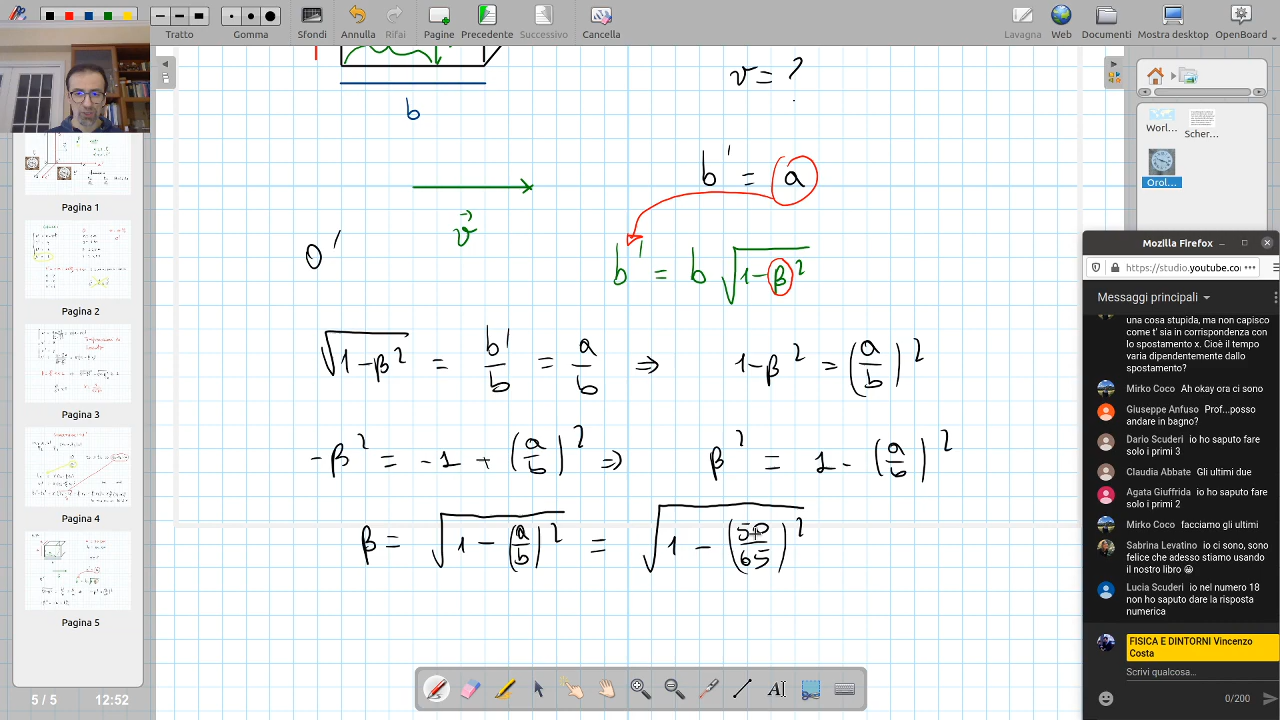 Tratto
Gomma
Sfondi
Annulla
Rifai
Pagine
Precedente
Successivo
Cancella
Lavagna
Web
Documenti
Mostra desktop
OpenBoard
b
v = ?
b' = a
v
O'
b' = b √1-β²
√1-β² = b'/b = a/b ⇒ 1-β² = (a/b)²
-β² = -1 + (a/b)² ⇒ β² = 1 - (a/b)²
β = √1 - (a/b)² = √1 - (50/65)²
Pagina 1
Pagina 2
Pagina 3
Pagina 4
Pagina 5
5 / 5
12:52
Worl...
Scher...
Orol...
Mozilla Firefox
https://studio.youtube.co
Messaggi principali
una cosa stupida, ma non capisco
come t' sia in corrispondenza con
lo spostamento x. Cioè il tempo
varia dipendentemente dallo
spostamento?
Mirko Coco Ah okay ora ci sono
Giuseppe Anfuso Prof...posso
andare in bagno?
Dario Scuderi io ho saputo fare
solo i primi 3
Claudia Abbate Gli ultimi due
Agata Giuffrida io ho saputo fare
solo i primi 2
Mirko Coco facciamo gli ultimi
Sabrina Levatino io ci sono, sono
felice che adesso stiamo usando
il nostro libro 😀
Lucia Scuderi io nel numero 18
non ho saputo dare la risposta
numerica
FISICA E DINTORNI Vincenzo
Costa
Scrivi qualcosa...
0/200